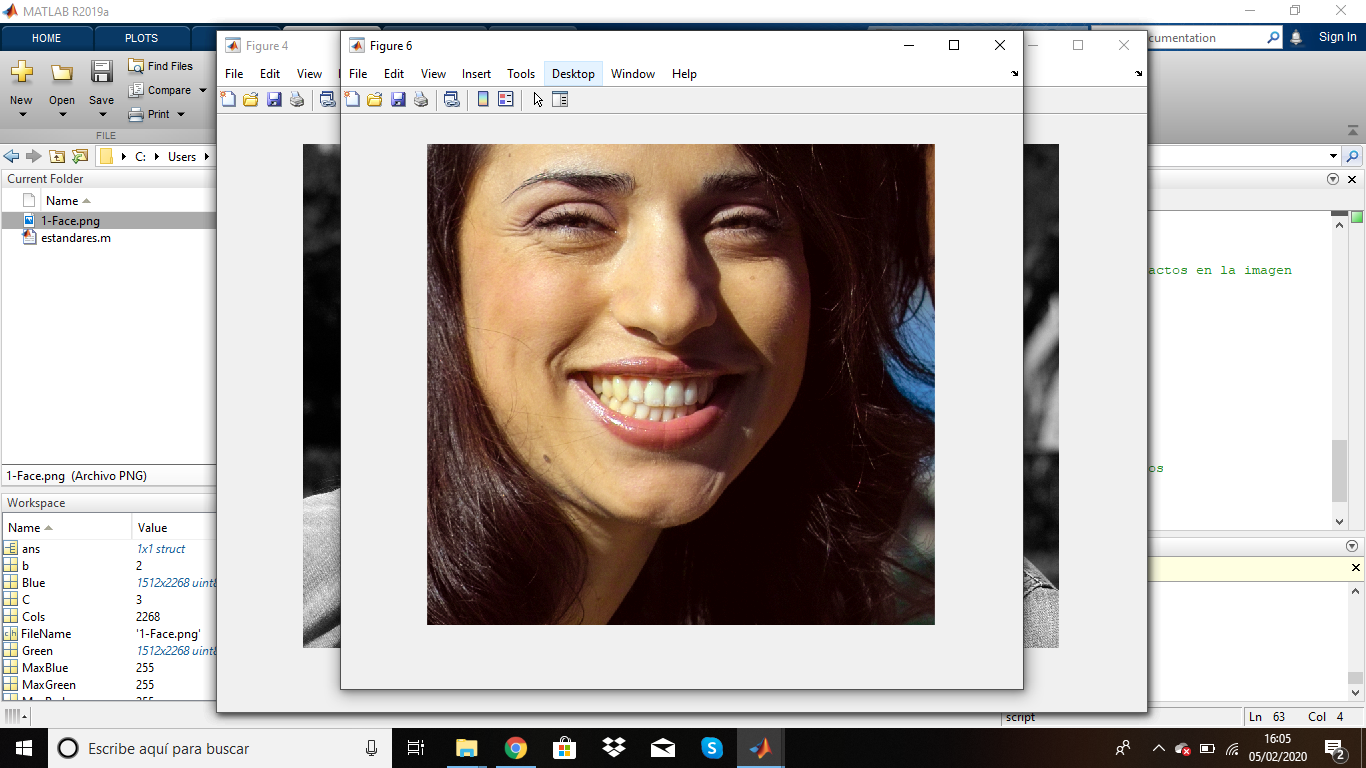 MATLAB R2019a
HOME
PLOTS
cumentation
Sign In
New
Open
Save
Find Files
Compare
Print
FILE
C:
Users
Current Folder
Name
1-Face.png
estandares.m
1-Face.png (Archivo PNG)
Workspace
Name
Value
ans
1x1 struct
b
2
Blue
1512x2268 uint8
C
3
Cols
2268
FileName
'1-Face.png'
Green
1512x2268 uint8
MaxBlue
255
MaxGreen
255
Figure 4
File
Edit
View
Figure 6
File
Edit
View
Insert
Tools
Desktop
Window
Help
actos en la imagen
os
script
Ln 63
Col 4
Escribe aquí para buscar
16:05
05/02/2020
2